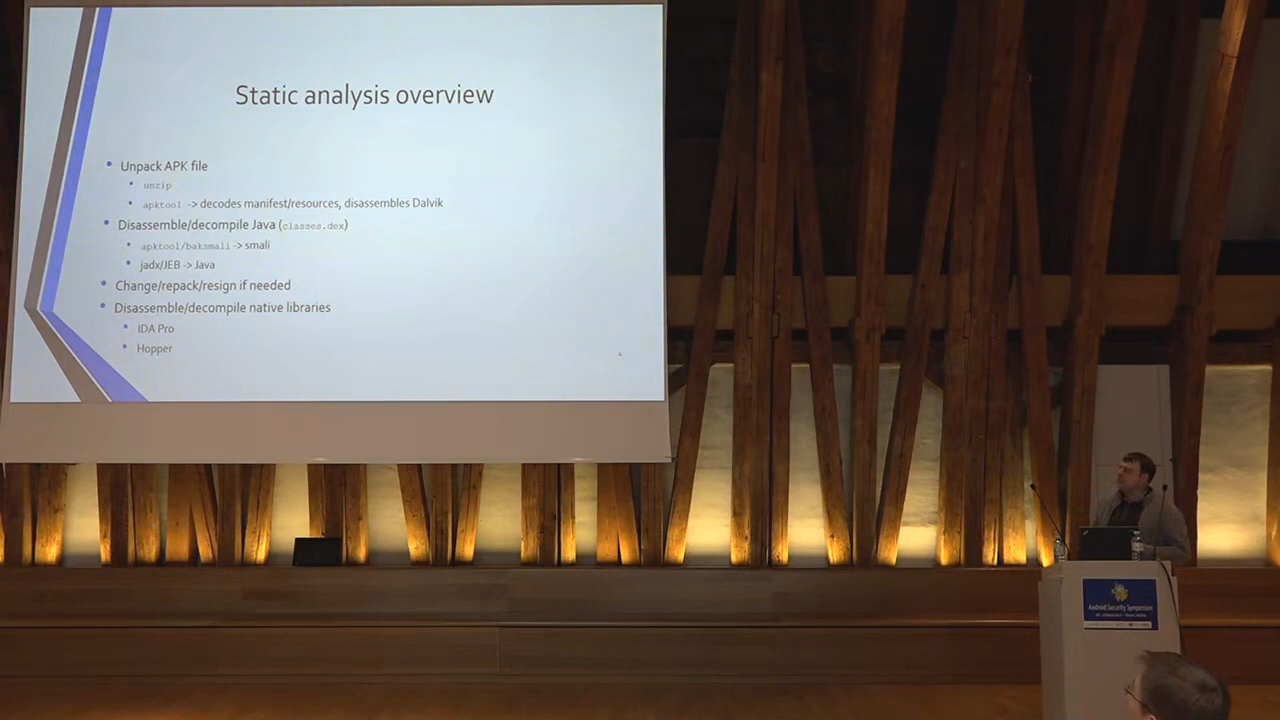 Static analysis overview
• Unpack APK file
• unzip
• apktool -> decodes manifest/resources, disassembles Dalvik
• Disassemble/decompile Java (classes.dex)
• apktool/baksmali -> smali
• jadx/JEB -> Java
• Change/repack/resign if needed
• Disassemble/decompile native libraries
• IDA Pro
• Hopper
Android Security Symposium